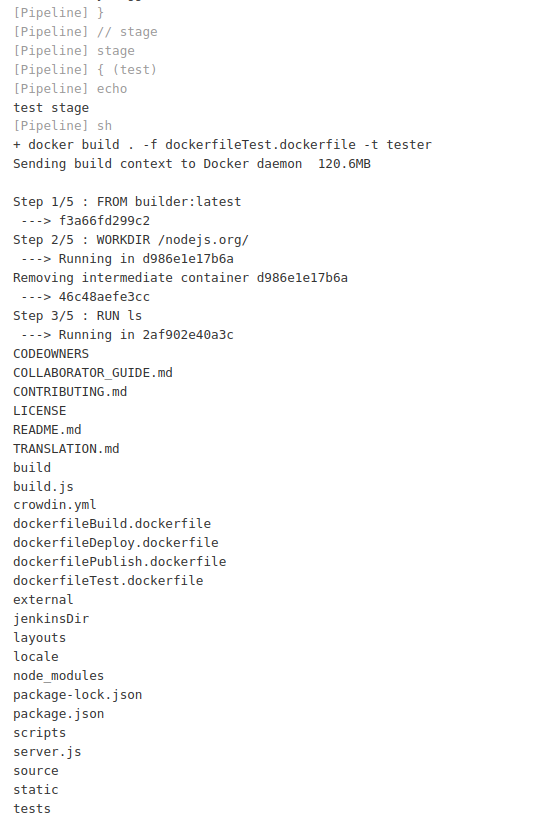 [Pipeline] }
[Pipeline] // stage
[Pipeline] stage
[Pipeline] { (test)
[Pipeline] echo
test stage
[Pipeline] sh
+ docker build . -f dockerfileTest.dockerfile -t tester
Sending build context to Docker daemon  120.6MB

Step 1/5 : FROM builder:latest
 ---> f3a66fd299c2
Step 2/5 : WORKDIR /nodejs.org/
 ---> Running in d986e1e17b6a
Removing intermediate container d986e1e17b6a
 ---> 46c48aefe3cc
Step 3/5 : RUN ls
 ---> Running in 2af902e40a3c
CODEOWNERS
COLLABORATOR_GUIDE.md
CONTRIBUTING.md
LICENSE
README.md
TRANSLATION.md
build
build.js
crowdin.yml
dockerfileBuild.dockerfile
dockerfileDeploy.dockerfile
dockerfilePublish.dockerfile
dockerfileTest.dockerfile
external
jenkinsDir
layouts
locale
node_modules
package-lock.json
package.json
scripts
server.js
source
static
tests